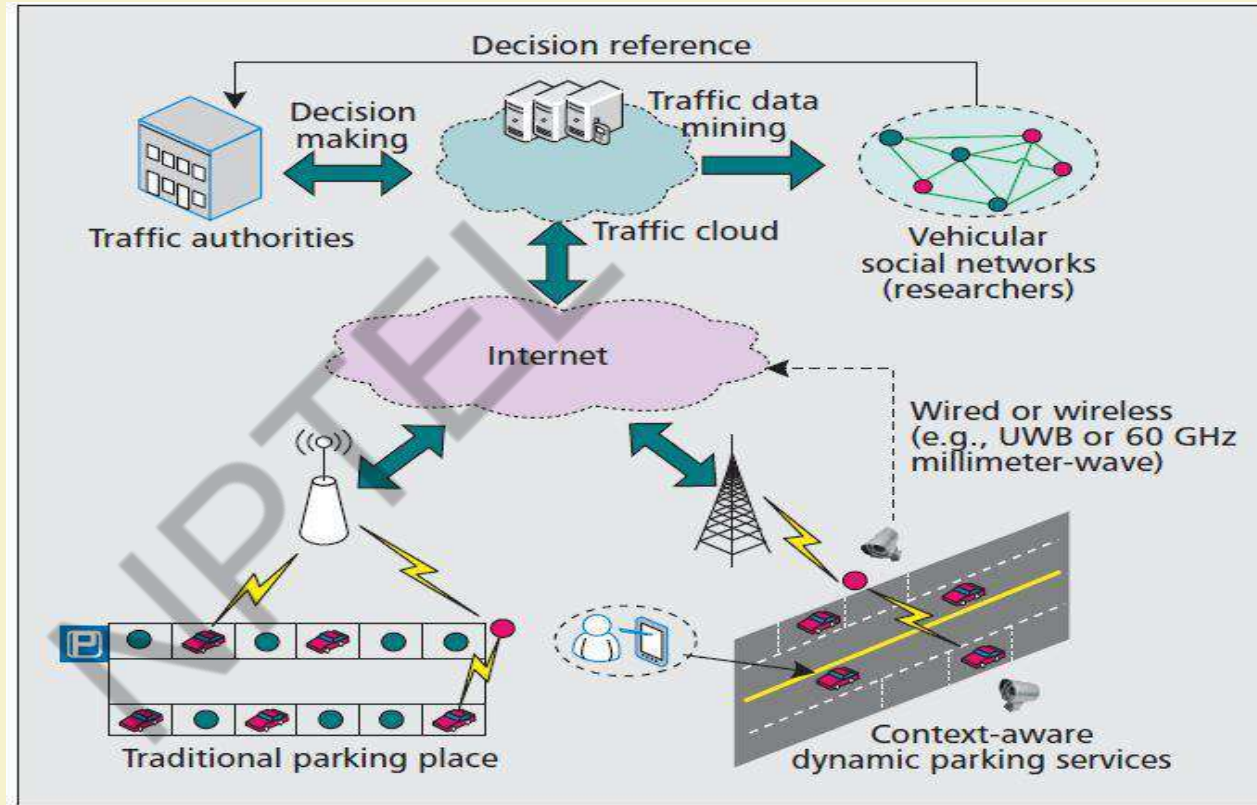 Decision reference
Decision
making
Traffic data
mining
Traffic authorities
Traffic cloud
Vehicular
social networks
(researchers)
Internet
Wired or wireless
(e.g., UWB or 60 GHz
millimeter-wave)
P
Traditional parking place
Context-aware
dynamic parking services
NPTEL